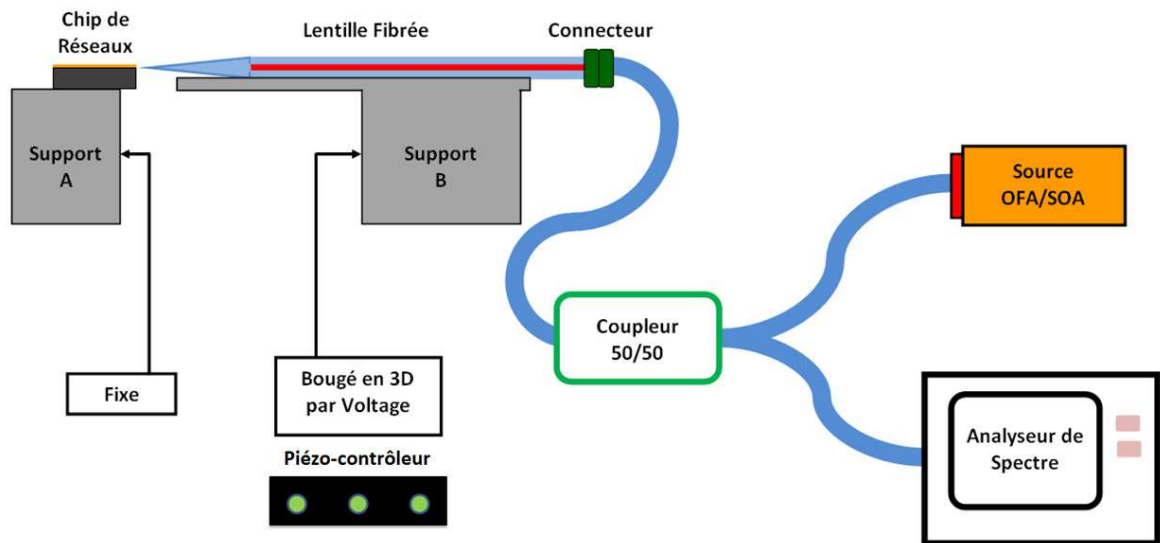 Chip de
Réseaux
Lentille Fibrée
Connecteur
Support
A
Support
B
Source
OFA/SOA
Coupleur
50/50
Fixe
Bougé en 3D
par Voltage
Piézo-contrôleur
Analyseur de
Spectre